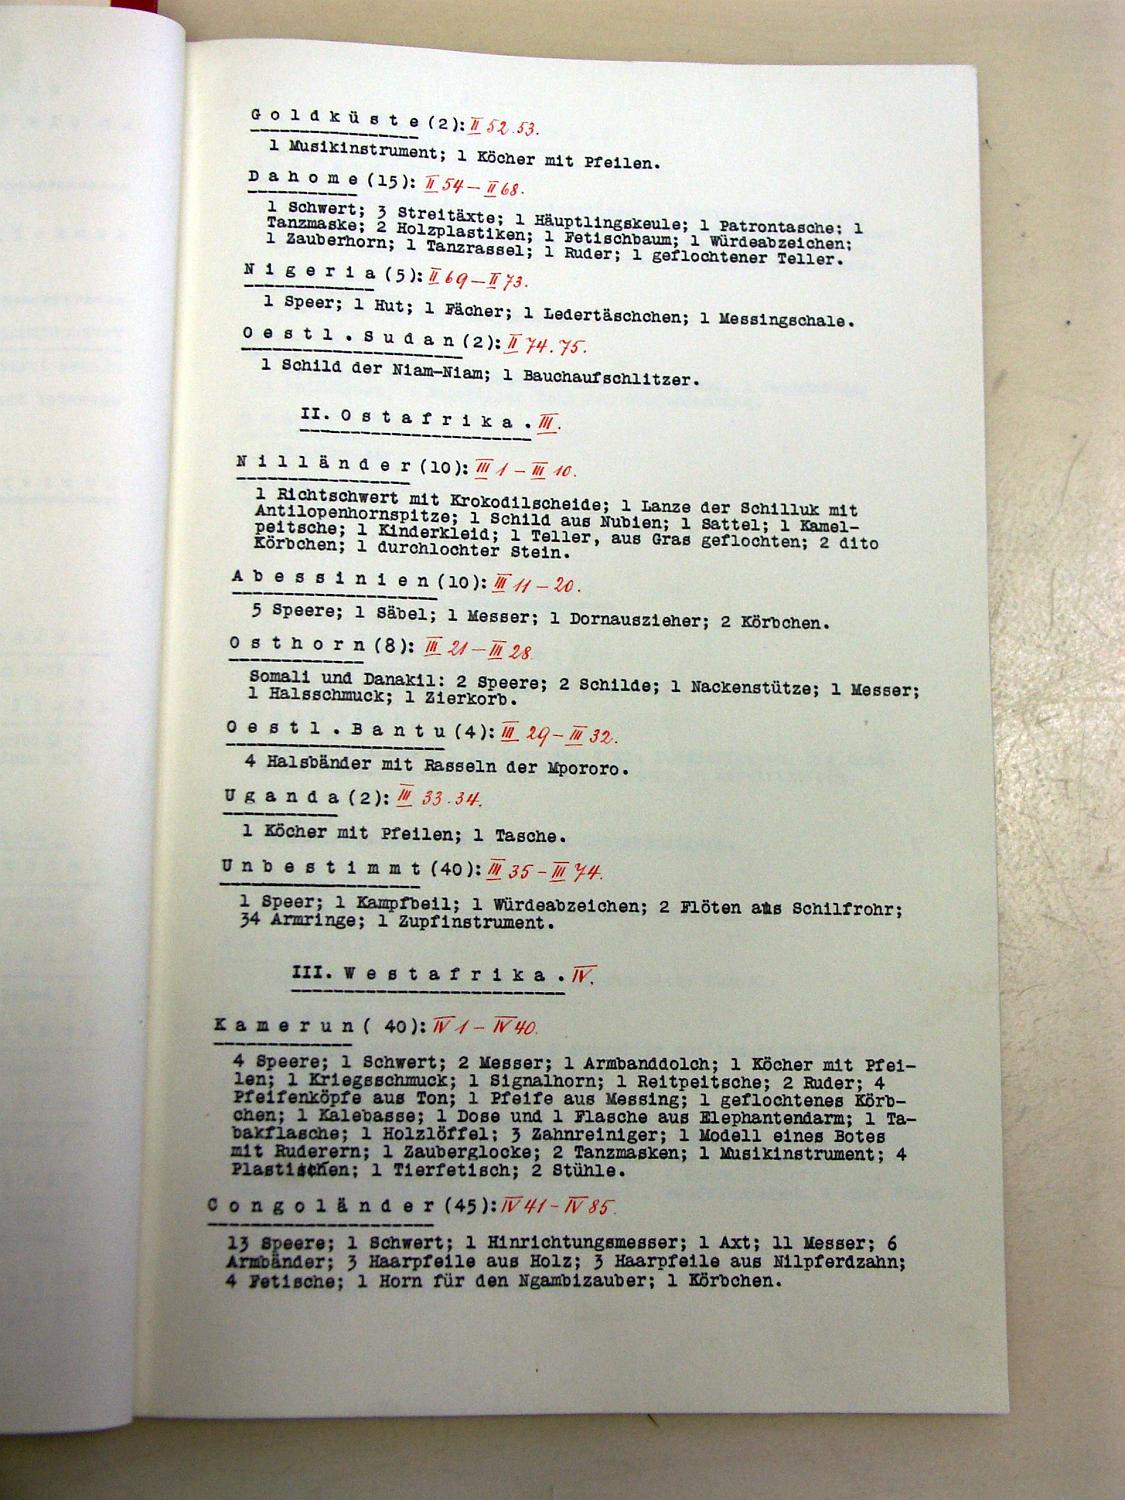 Goldküste (2): II 52.53.
1 Musikinstrument; 1 Köcher mit Pfeilen.
Dahome (15): II 54 – II 68.
1 Schwert; 3 Streitäxte; 1 Häuptlingskeule; 1 Patrontasche; 1
Tanzmaske; 2 Holzplastiken; 1 Fetischbaum; 1 Würdeabzeichen;
1 Zauberhorn; 1 Tanzrassel; 1 Ruder; 1 geflochtener Teller.
Nigeria (5): II 69 – II 73.
1 Speer; 1 Hut; 1 Fächer; 1 Ledertäschchen; 1 Messingschale.
Oestl. Sudan (2): II 74.75.
1 Schild der Niam-Niam; 1 Bauchaufschlitzer.
II. Ostafrika. III.
Nilländer (10): III 1 – III 10.
1 Richtschwert mit Krokodilscheide; 1 Lanze der Schilluk mit
Antilopenhornspitze; 1 Schild aus Nubien; 1 Sattel; 1 Kamel-
peitsche; 1 Kinderkleid; 1 Teller, aus Gras geflochten; 2 dito
Körbchen; 1 durchlochter Stein.
Abessinien (10): III 11 – 20.
5 Speere; 1 Säbel; 1 Messer; 1 Dornauszieher; 2 Körbchen.
Osthorn (8): III 21 – III 28.
Somali und Danakil: 2 Speere; 2 Schilde; 1 Nackenstütze; 1 Messer;
1 Halsschmuck; 1 Zierkorb.
Oestl. Bantu (4): III 29 – III 32.
4 Halsbänder mit Rasseln der Mpororo.
Uganda (2): III 33.34.
1 Köcher mit Pfeilen; 1 Tasche.
Unbestimmt (40): III 35 – III 74.
1 Speer; 1 Kampfbeil; 1 Würdeabzeichen; 2 Flöten aus Schilfrohr;
34 Armringe; 1 Zupfinstrument.
III. Westafrika. IV.
Kamerun ( 40): IV 1 – IV 40.
4 Speere; 1 Schwert; 2 Messer; 1 Armbanddolch; 1 Köcher mit Pfei-
len; 1 Kriegsschmuck; 1 Signalhorn; 1 Reitpeitsche; 2 Ruder; 4
Pfeifenköpfe aus Ton; 1 Pfeife aus Messing; 1 geflochtenes Körb-
chen; 1 Kalebasse; 1 Dose und 1 Flasche aus Elephantendarm; 1 Ta-
bakflasche; 1 Holzlöffel; 3 Zahnreiniger; 1 Modell eines Botes
mit Ruderern; 1 Zauberglocke; 2 Tanzmasken; 1 Musikinstrument; 4
Plastischen; 1 Tierfetisch; 2 Stühle.
Congoländer (45): IV 41 – IV 85.
13 Speere; 1 Schwert; 1 Hinrichtungsmesser; 1 Axt; 11 Messer; 6
Armbänder; 3 Haarpfeile aus Holz; 3 Haarpfeile aus Nilpferdzahn;
4 Fetische; 1 Horn für den Ngambizauber; 1 Körbchen.